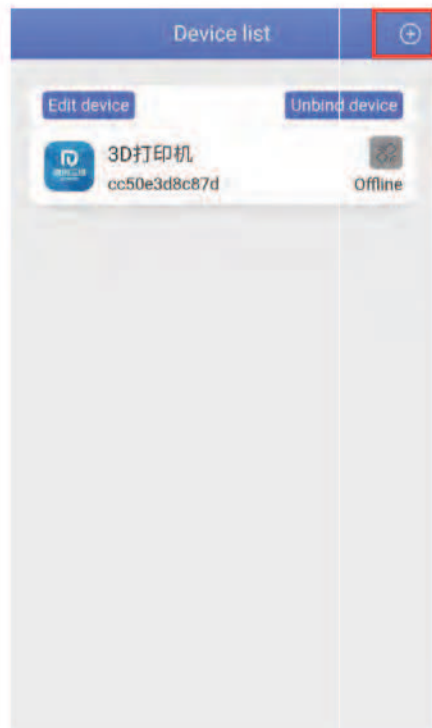 Device list
Edit device
Unbind device
3D打印机
cc50e3d8c87d
Offline